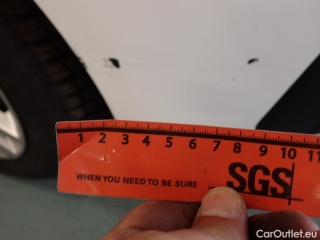 1 2 3 4 5 6 7 8 9 10 11
WHEN YOU NEED TO BE SURE
SGS
CarOutlet.eu